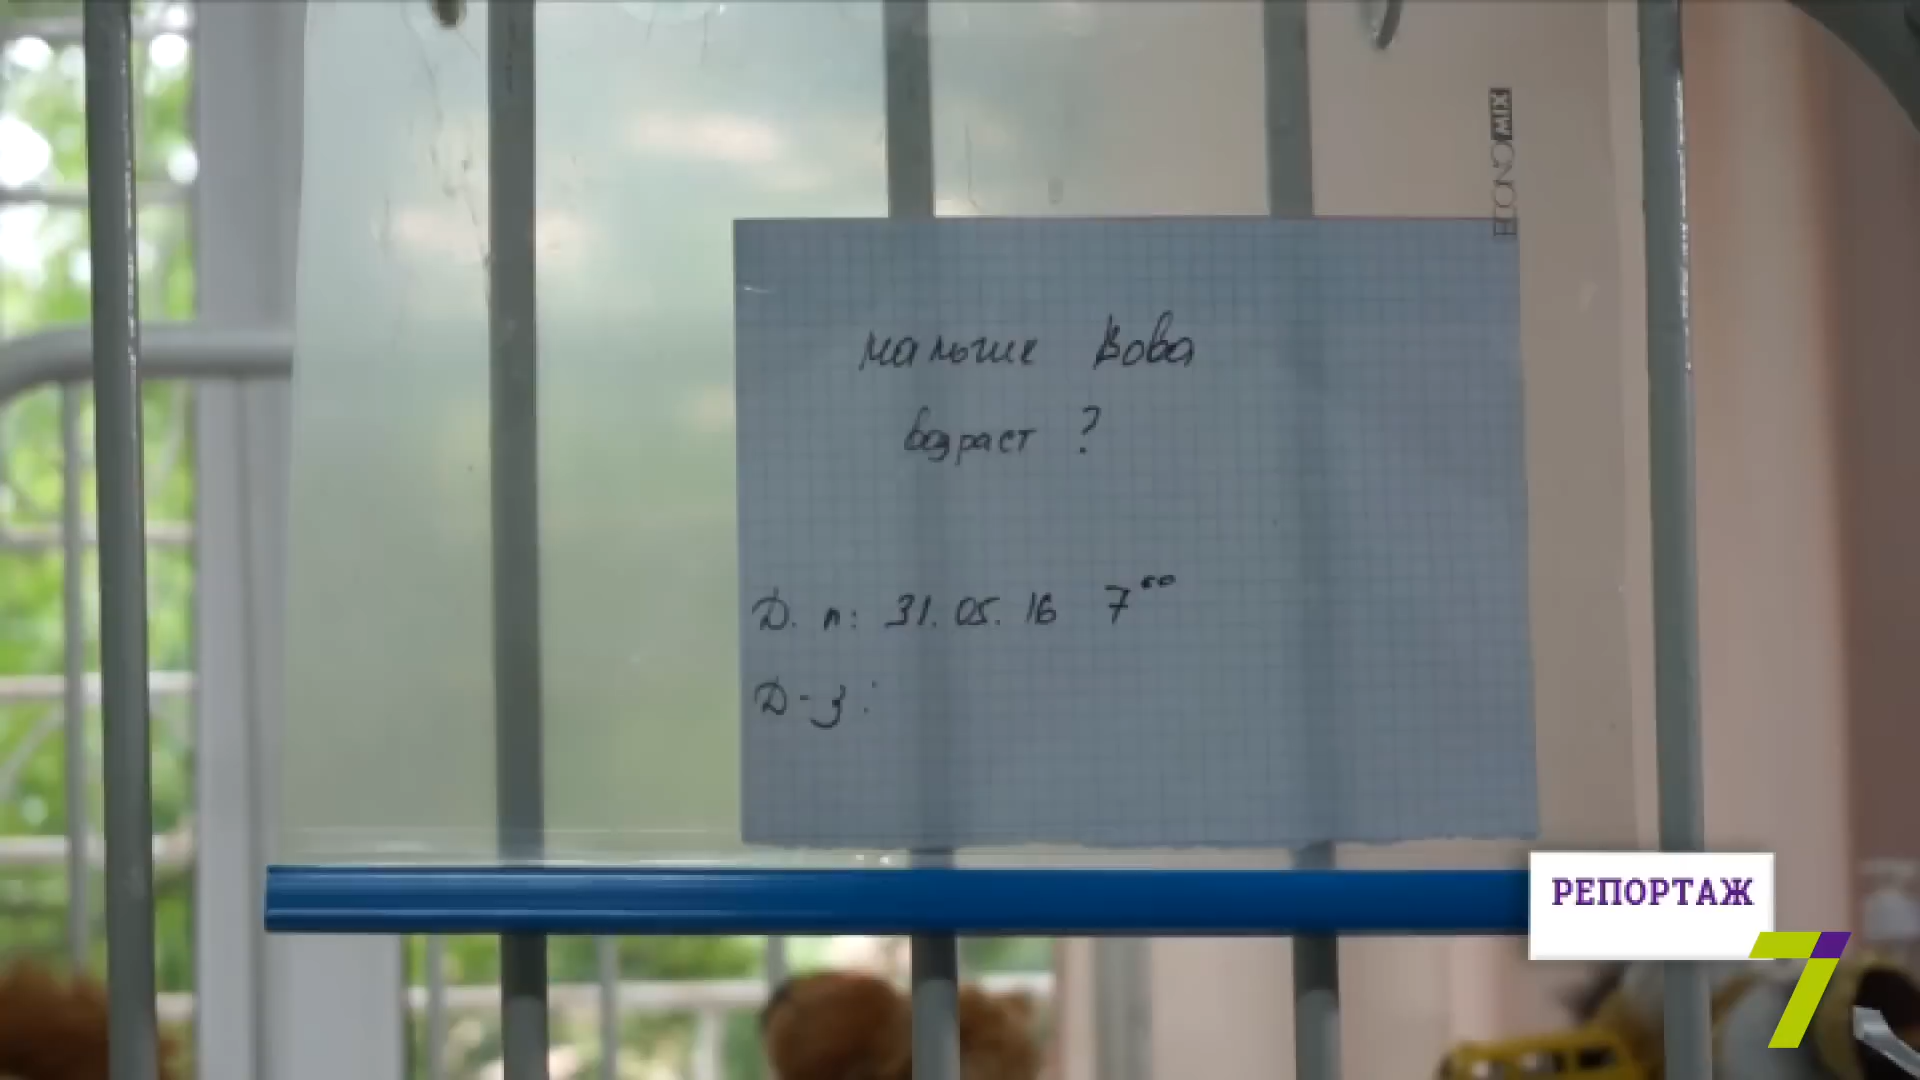 ECONOMIX
мальчик Вова
возраст ?
Д. п: 31.05.16 7⁰⁰
Д-з:
РЕПОРТАЖ
7